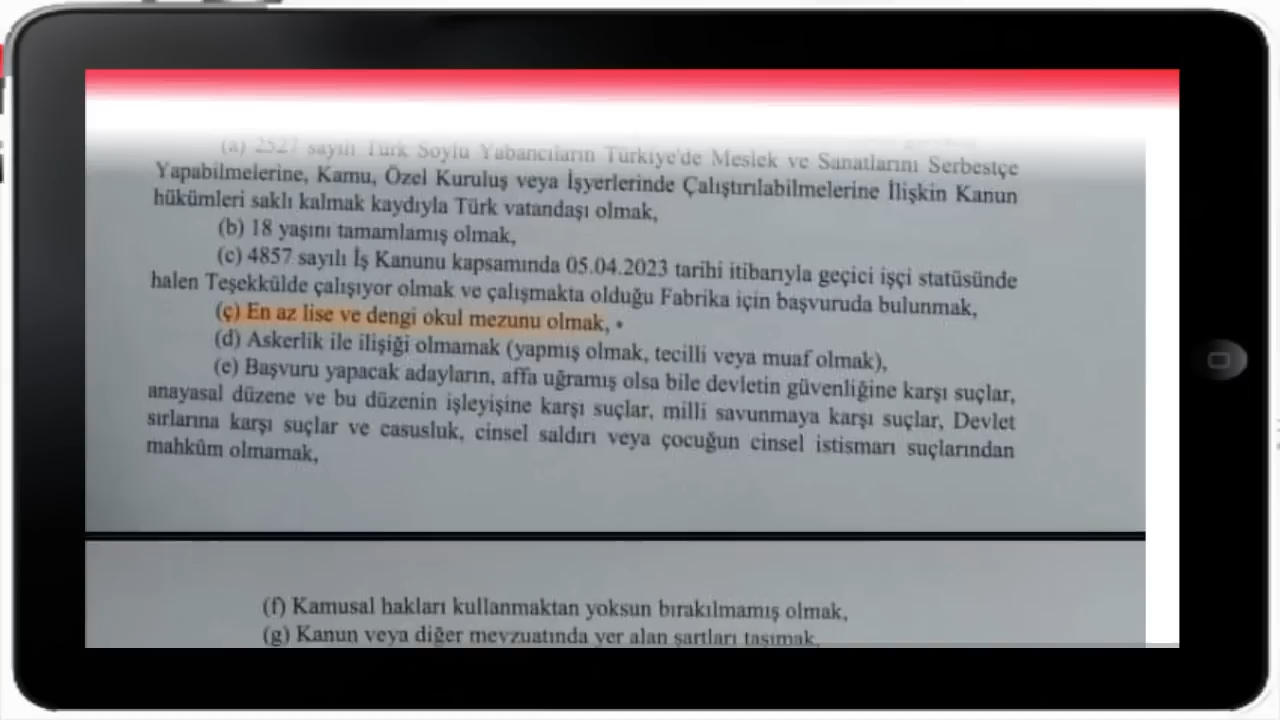 (a) 2527 sayılı Türk Soylu Yabancıların Türkiye'de Meslek ve Sanatlarını Serbestçe
Yapabilmelerine, Kamu, Özel Kuruluş veya İşyerlerinde Çalıştırılabilmelerine İlişkin Kanun
hükümleri saklı kalmak kaydıyla Türk vatandaşı olmak,
(b) 18 yaşını tamamlamış olmak,
(c) 4857 sayılı İş Kanunu kapsamında 05.04.2023 tarihi itibarıyla geçici işçi statüsünde
halen Teşekkülde çalışıyor olmak ve çalışmakta olduğu Fabrika için başvuruda bulunmak,
(ç) En az lise ve dengi okul mezunu olmak,
(d) Askerlik ile ilişiği olmamak (yapmış olmak, tecilli veya muaf olmak),
(e) Başvuru yapacak adayların, affa uğramış olsa bile devletin güvenliğine karşı suçlar,
anayasal düzene ve bu düzenin işleyişine karşı suçlar, milli savunmaya karşı suçlar, Devlet
sırlarına karşı suçlar ve casusluk, cinsel saldırı veya çocuğun cinsel istismarı suçlarından
mahkûm olmamak,
(f) Kamusal hakları kullanmaktan yoksun bırakılmamış olmak,
(g) Kanun veya diğer mevzuatında yer alan şartları taşımak,